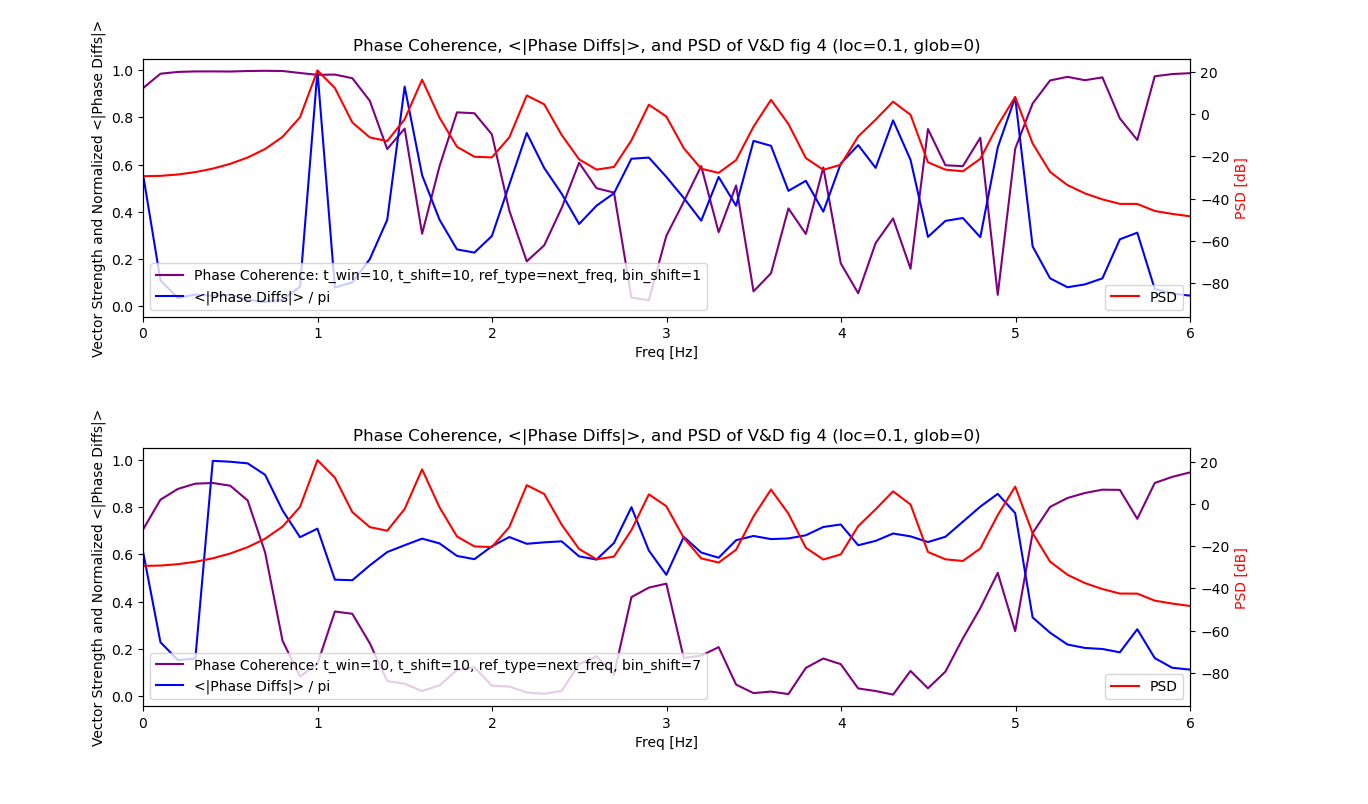 Phase Coherence, <|Phase Diffs|>, and PSD of V&D fig 4 (loc=0.1, glob=0)
Vector Strength and Normalized <|Phase Diffs|>
1.0
0.8
0.6
0.4
0.2
0.0
20
0
−20
−40
−60
−80
PSD [dB]
Phase Coherence: t_win=10, t_shift=10, ref_type=next_freq, bin_shift=1
<|Phase Diffs|> / pi
PSD
0 1 2 3 4 5 6
Freq [Hz]
Phase Coherence, <|Phase Diffs|>, and PSD of V&D fig 4 (loc=0.1, glob=0)
Vector Strength and Normalized <|Phase Diffs|>
1.0
0.8
0.6
0.4
0.2
0.0
20
0
−20
−40
−60
−80
PSD [dB]
Phase Coherence: t_win=10, t_shift=10, ref_type=next_freq, bin_shift=7
<|Phase Diffs|> / pi
PSD
0 1 2 3 4 5 6
Freq [Hz]